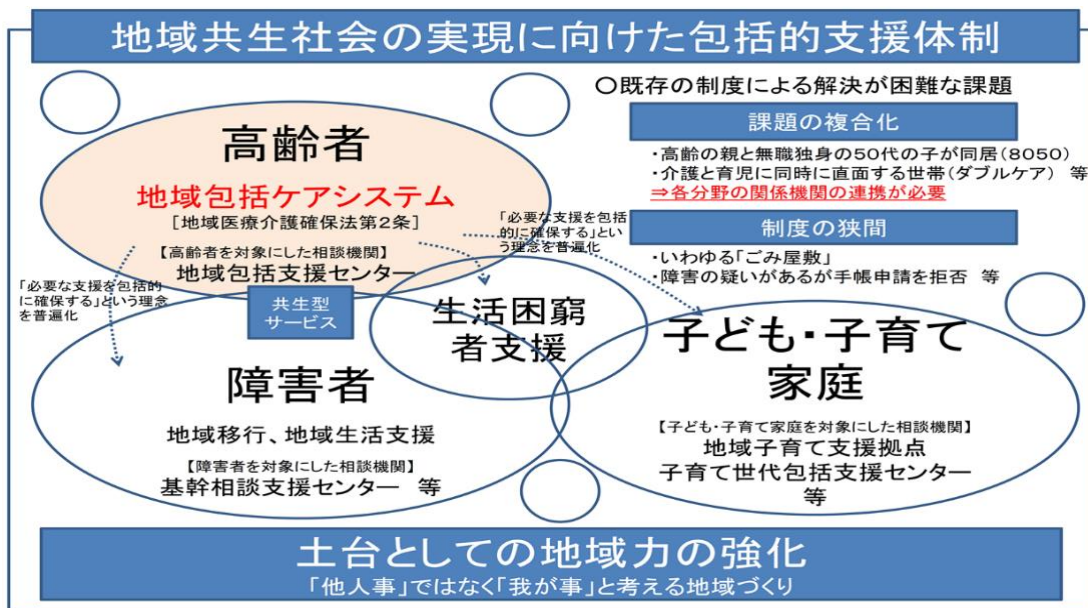 地域共生社会の実現に向けた包括的支援体制
○既存の制度による解決が困難な課題
課題の複合化
・高齢の親と無職独身の50代の子が同居(8050)
・介護と育児に同時に直面する世帯(ダブルケア) 等
⇒各分野の関係機関の連携が必要
制度の狭間
・いわゆる「ごみ屋敷」
・障害の疑いがあるが手帳申請を拒否 等
高齢者
地域包括ケアシステム
[地域医療介護確保法第2条]
【高齢者を対象にした相談機関】
地域包括支援センター
「必要な支援を包括
的に確保する」とい
う理念を普遍化
「必要な支援を包括的
に確保する」という理念
を普遍化
共生型
サービス
生活困窮
者支援
障害者
地域移行、地域生活支援
【障害者を対象にした相談機関】
基幹相談支援センター 等
子ども・子育て
家庭
【子ども・子育て家庭を対象にした相談機関】
地域子育て支援拠点
子育て世代包括支援センター
等
土台としての地域力の強化
「他人事」ではなく「我が事」と考える地域づくり